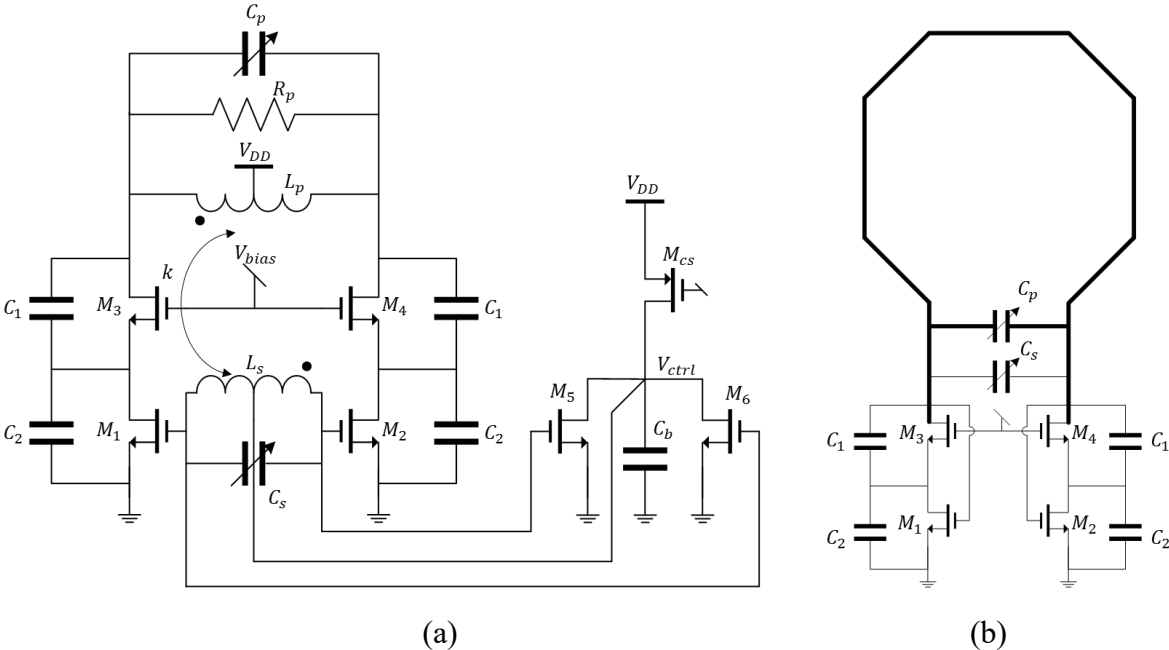 C_p
R_p
V_DD
L_p
V_bias
k
C_1 M_3 M_4 C_1
L_s
C_2 M_1 M_2 C_2
C_s
V_DD
M_cs
V_ctrl
M_5 M_6
C_b
(a)
C_p
C_s
C_1 M_3 M_4 C_1
C_2 M_1 M_2 C_2
(b)